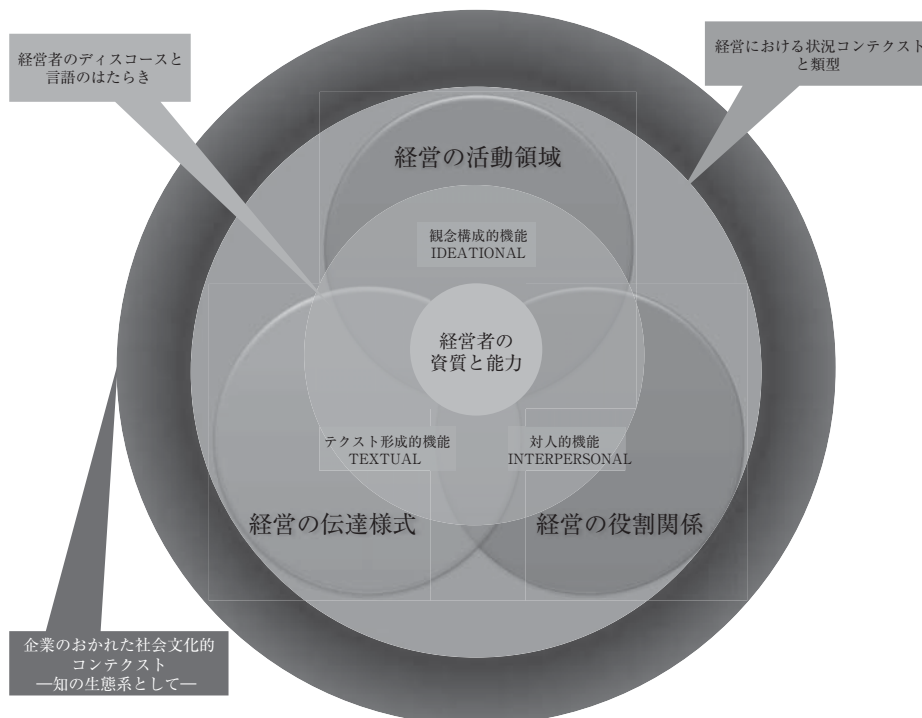 経営者のディスコースと
言語のはたらき
経営における状況コンテクスト
と類型
経営の活動領域
観念構成的機能
IDEATIONAL
経営者の
資質と能力
テクスト形成的機能
TEXTUAL
対人的機能
INTERPERSONAL
経営の伝達様式
経営の役割関係
企業のおかれた社会文化的
コンテクスト
―知の生態系として―